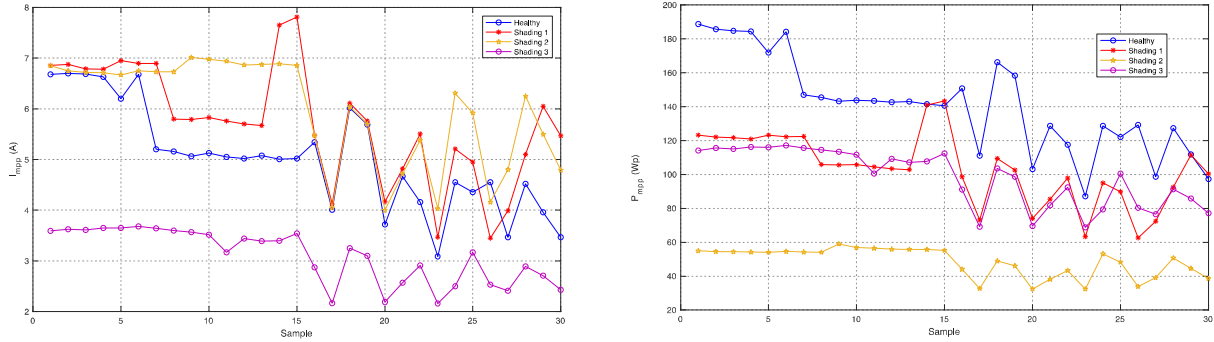 8
7
6
5
4
3
2
I_mpp (A)
0 5 10 15 20 25 30
Sample
Healthy
Shading 1
Shading 2
Shading 3
200
180
160
140
120
100
80
60
40
20
P_mpp (Wp)
0 5 10 15 20 25 30
Sample
Healthy
Shading 1
Shading 2
Shading 3